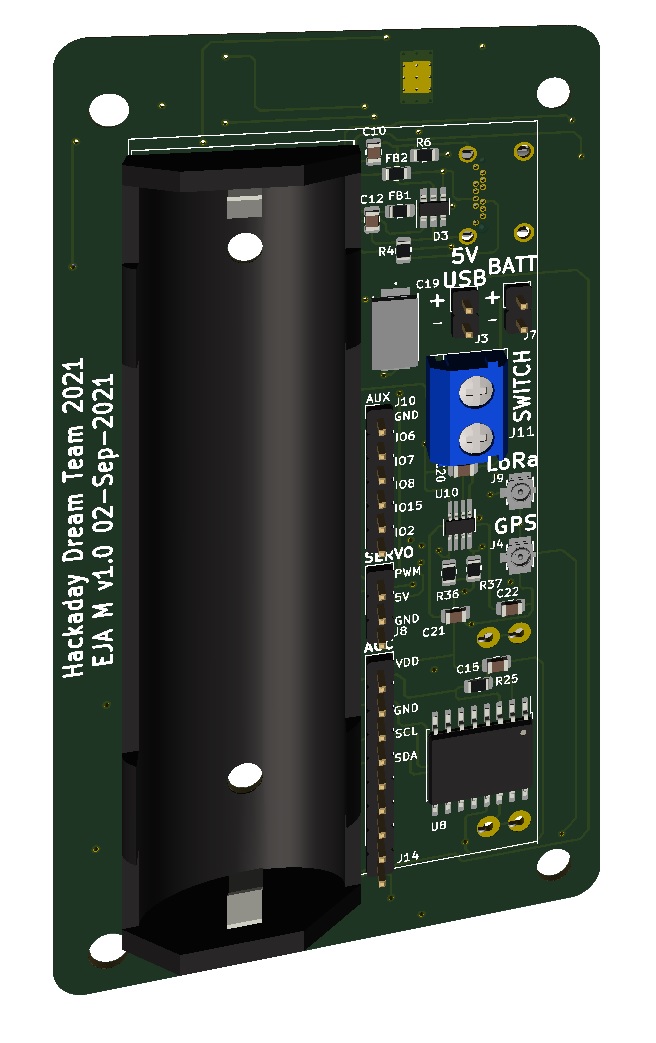 C10
R6
FB2
C12
FB1
D3
R4
5V
USB
BATT
C19
+
+
-
-
J3
J7
SWITCH
AUX
J10
GND
J11
IO6
IO7
LoRa
J9
IO8
U10
IO15
GPS
IO2
J4
SERVO
PWM
R36
R37
5V
C22
GND
J8
C21
VDD
C15
R25
GND
SCL
SDA
U8
J14
Hackaday Dream Team 2021
EJA M v1.0 02-Sep-2021